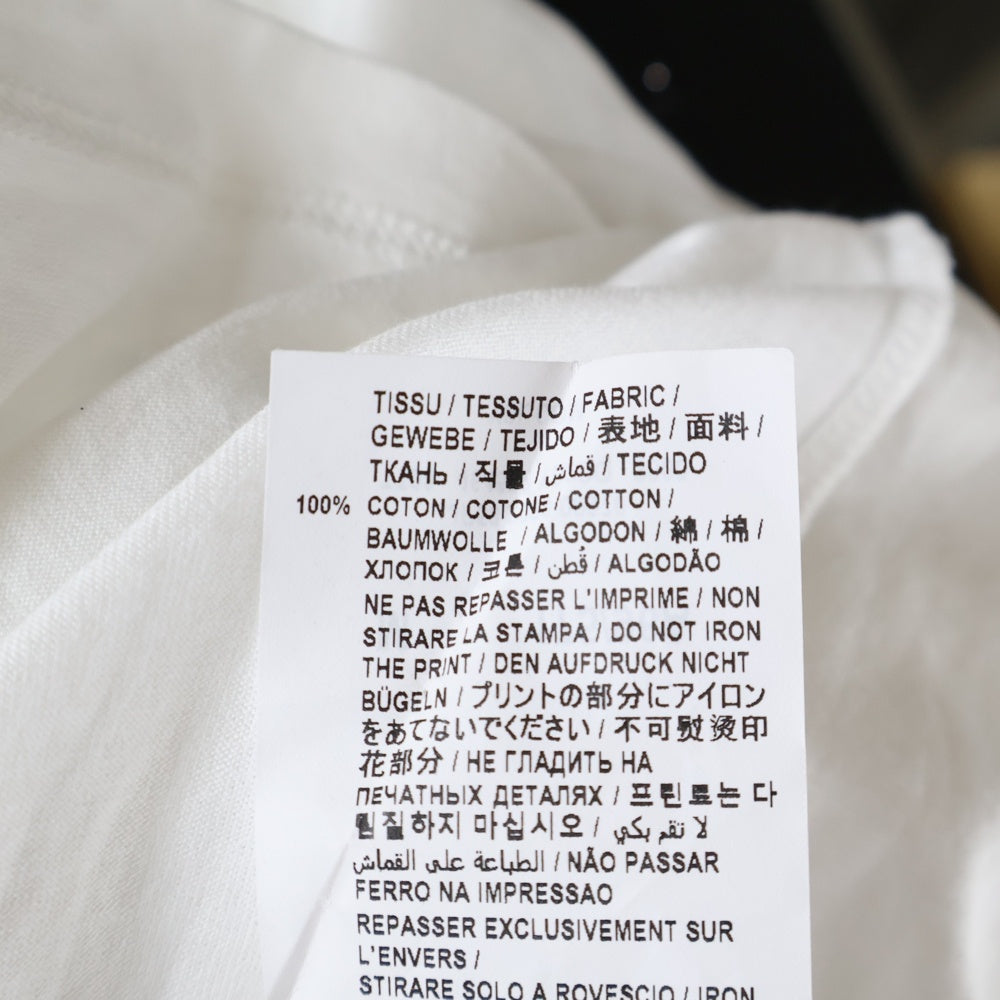 TISSU / TESSUTO / FABRIC /
GEWEBE / TEJIDO / 表地 / 面料 /
ТКАНЬ / 직물 / قماش / TECIDO
100% COTON / COTONE / COTTON /
BAUMWOLLE / ALGODON / 綿 / 棉 /
ХЛОПОК / 코튼 / قُطن / ALGODÃO
NE PAS REPASSER L'IMPRIME / NON
STIRARE LA STAMPA / DO NOT IRON
THE PRINT / DEN AUFDRUCK NICHT
BÜGELN / プリントの部分にアイロン
をあてないでください / 不可熨烫印
花部分 / НЕ ГЛАДИТЬ НА
ПЕЧАТНЫХ ДЕТАЛЯХ / 프린트는 다
림질하지 마십시오 / لا تقم بكي
الطباعة على القماش / NÃO PASSAR
FERRO NA IMPRESSAO
REPASSER EXCLUSIVEMENT SUR
L'ENVERS /
STIRARE SOLO A ROVESCIO / IRON